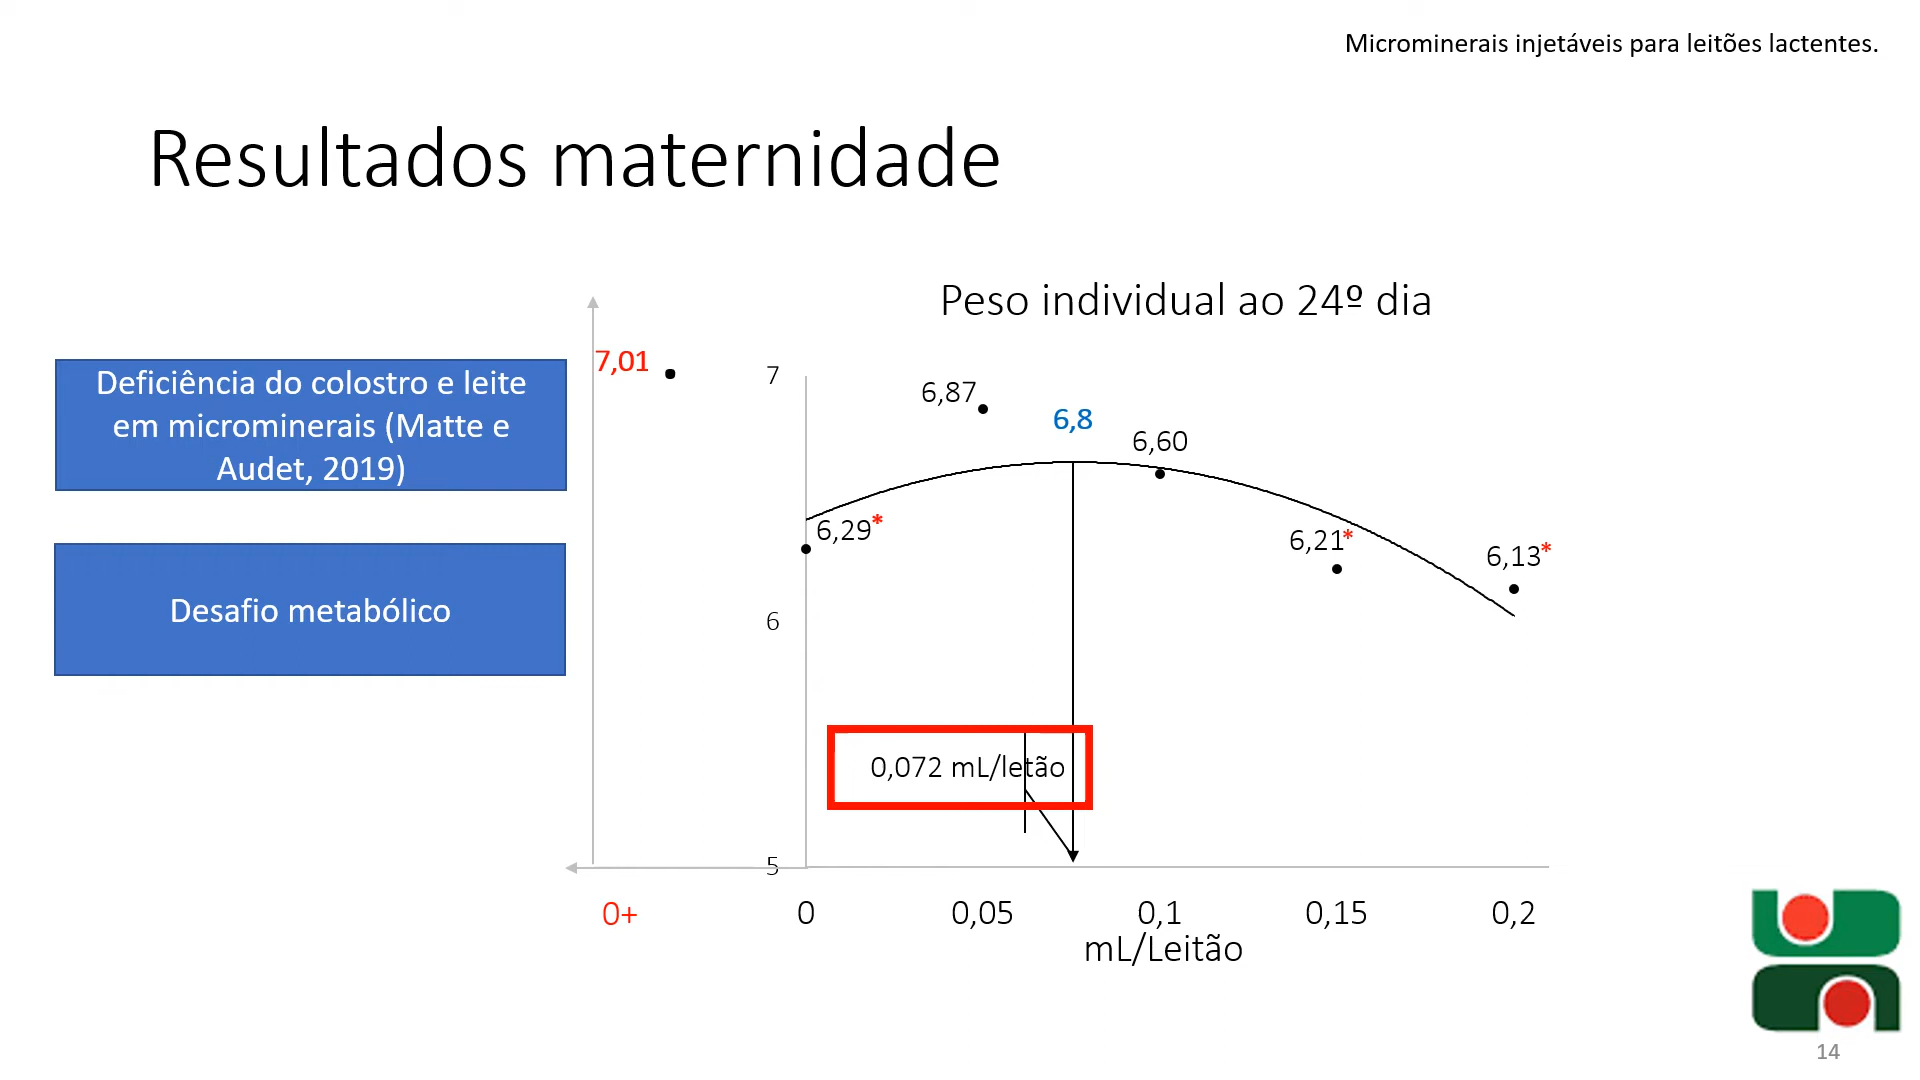 Microminerais injetáveis para leitões lactentes.
Resultados maternidade
Deficiência do colostro e leite
em microminerais (Matte e
Audet, 2019)
Desafio metabólico
Peso individual ao 24º dia
7,01
7
6,87
6,8
6,60
6,29*
6,21*
6,13*
6
0,072 mL/letão
5
0+
0
0,05
0,1
0,15
0,2
mL/Leitão
14